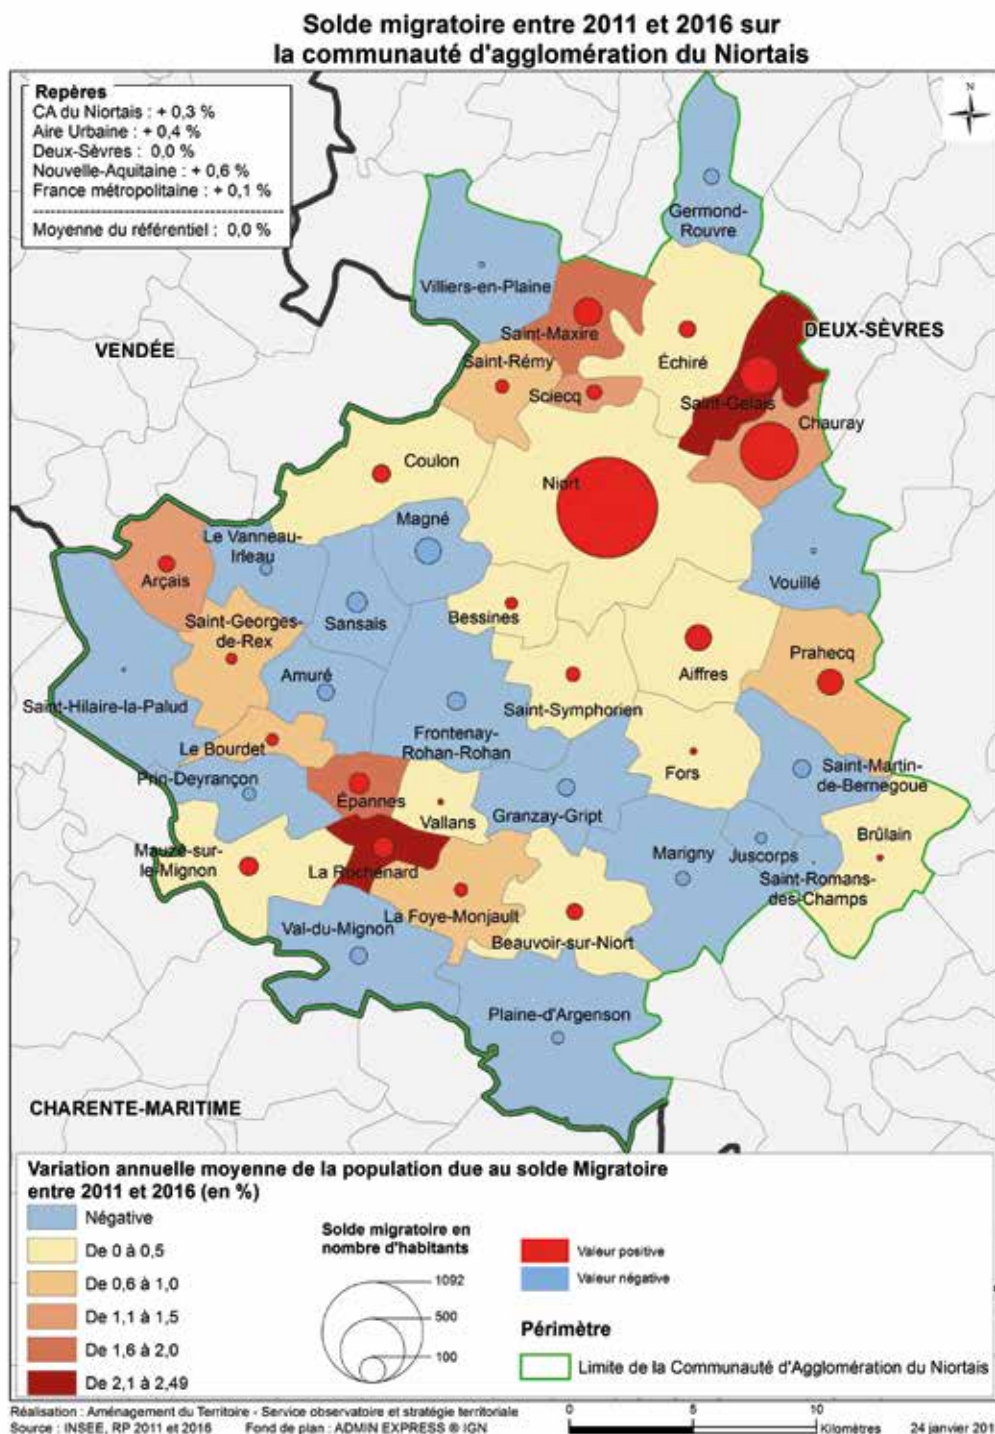 Solde migratoire entre 2011 et 2016 sur
la communauté d'agglomération du Niortais
Repères
CA du Niortais : + 0,3 %
Aire Urbaine : + 0,4 %
Deux-Sèvres : 0,0 %
Nouvelle-Aquitaine : + 0,6 %
France métropolitaine : + 0,1 %
Moyenne du référentiel : 0,0 %
N
Germond-
Rouvre
Villiers-en-Plaine
DEUX-SÈVRES
VENDÉE
Saint-Maxire
Saint-Rémy
Échiré
Sciecq
Saint-Gelais
Chauray
Coulon
Niort
Magné
Le Vanneau-
Irleau
Arçais
Vouillé
Saint-Georges-
de-Rex
Sansais
Bessines
Prahecq
Amuré
Aiffres
Saint-Hilaire-la-Palud
Saint-Symphorien
Frontenay-
Rohan-Rohan
Le Bourdet
Prin-Deyrançon
Fors
Saint-Martin-
de-Bernegoue
Épannes
Vallans
Granzay-Gript
Brûlain
Mauzé-sur-
le-Mignon
La Rochénard
Marigny
Juscorps
Saint-Romans-
des-Champs
La Foye-Monjault
Val-du-Mignon
Beauvoir-sur-Niort
Plaine-d'Argenson
CHARENTE-MARITIME
Variation annuelle moyenne de la population due au solde Migratoire
entre 2011 et 2016 (en %)
Négative
De 0 à 0,5
De 0,6 à 1,0
De 1,1 à 1,5
De 1,6 à 2,0
De 2,1 à 2,49
Solde migratoire en
nombre d'habitants
1092
500
100
Valeur positive
Valeur négative
Périmètre
Limite de la Communauté d'Agglomération du Niortais
Réalisation : Aménagement du Territoire - Service observatoire et stratégie territoriale
Source : INSEE, RP 2011 et 2016 Fond de plan : ADMIN EXPRESS ® IGN
0 5 10
Kilomètres
24 janvier 201